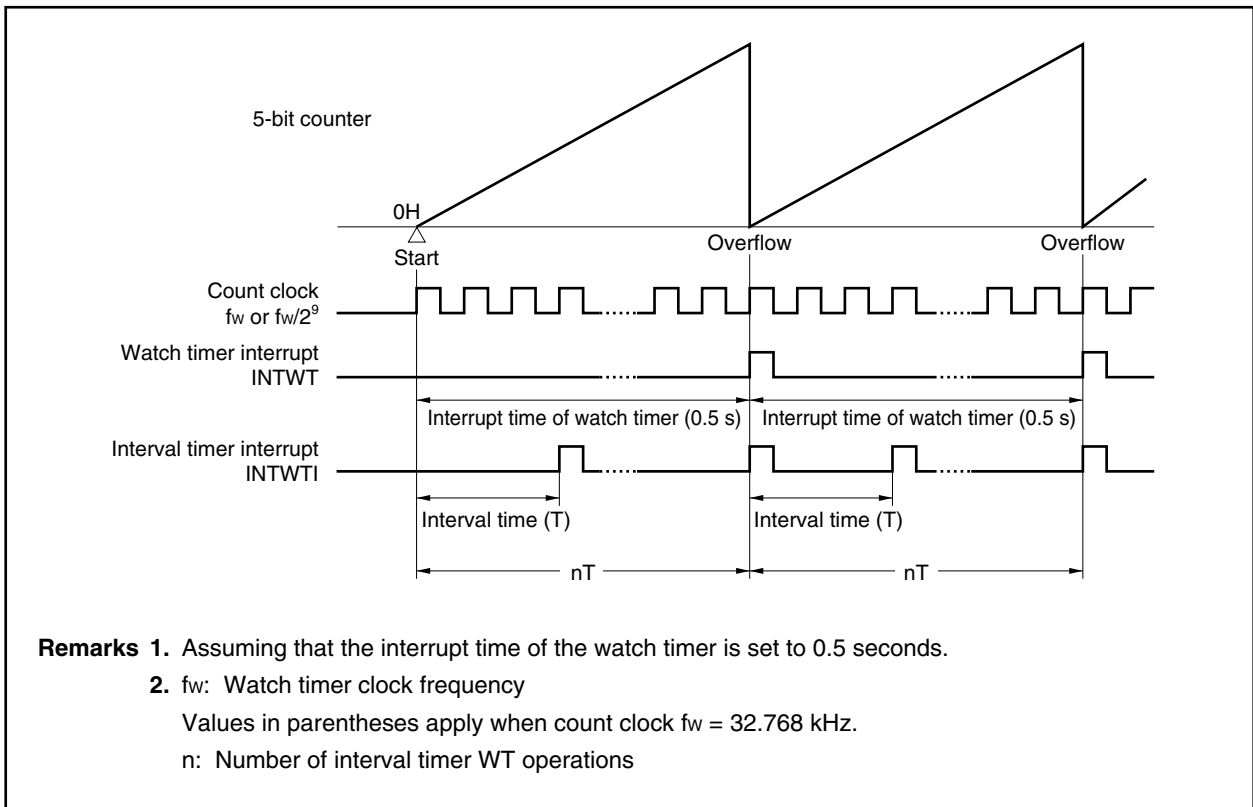 5-bit counter
0H
Start
Overflow
Overflow
Count clock
fw or fw/2⁹
Watch timer interrupt
INTWT
Interrupt time of watch timer (0.5 s)
Interrupt time of watch timer (0.5 s)
Interval timer interrupt
INTWTI
Interval time (T)
Interval time (T)
nT
nT
Remarks 1. Assuming that the interrupt time of the watch timer is set to 0.5 seconds.
2. fw: Watch timer clock frequency
Values in parentheses apply when count clock fw = 32.768 kHz.
n: Number of interval timer WT operations